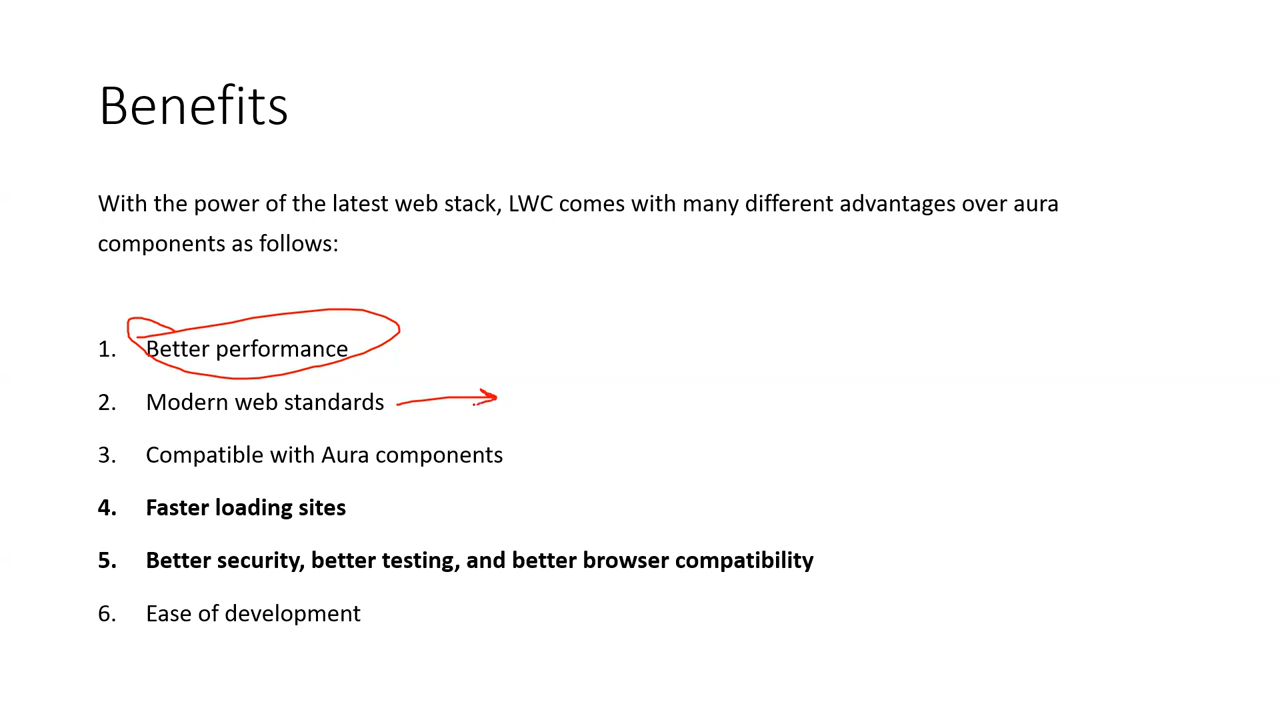 Benefits
With the power of the latest web stack, LWC comes with many different advantages over aura
components as follows:
1. Better performance
2. Modern web standards
3. Compatible with Aura components
4. Faster loading sites
5. Better security, better testing, and better browser compatibility
6. Ease of development